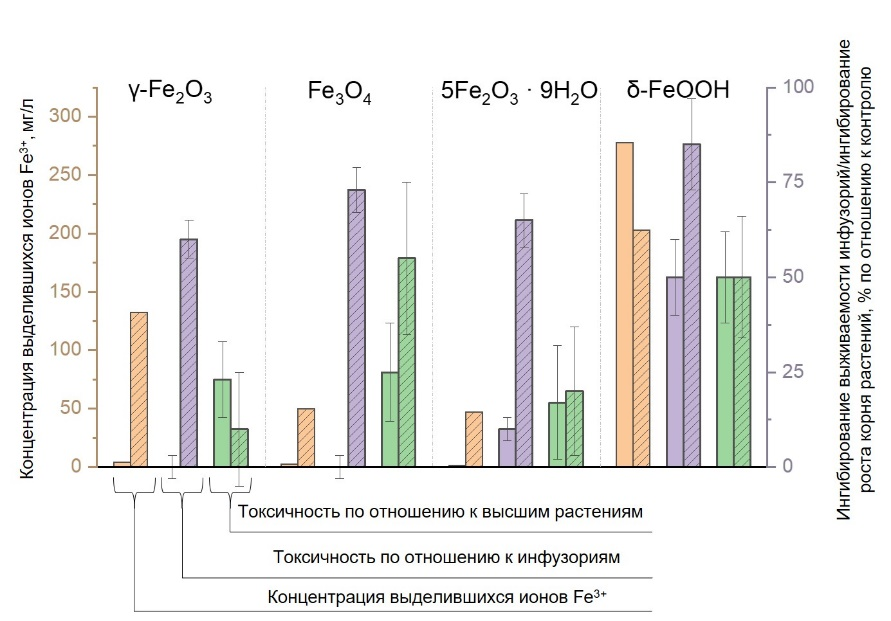 γ-Fe₂O₃
Fe₃O₄
5Fe₂O₃ · 9H₂O
δ-FeOOH
Концентрация выделившихся ионов Fe³⁺, мг/л
300
250
200
150
100
50
0
100
75
50
25
0
Ингибирование выживаемости инфузорий/ингибирование
роста корня растений, % по отношению к контролю
Токсичность по отношению к высшим растениям
Токсичность по отношению к инфузориям
Концентрация выделившихся ионов Fe³⁺